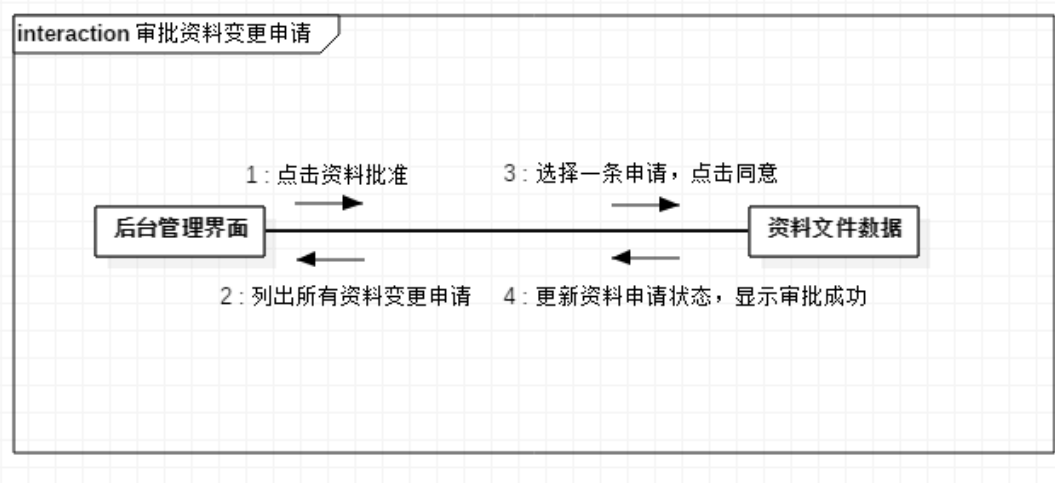 interaction 审批资料变更申请
1 : 点击资料批准
3 : 选择一条申请，点击同意
后台管理界面
资料文件数据
2 : 列出所有资料变更申请
4 : 更新资料申请状态，显示审批成功